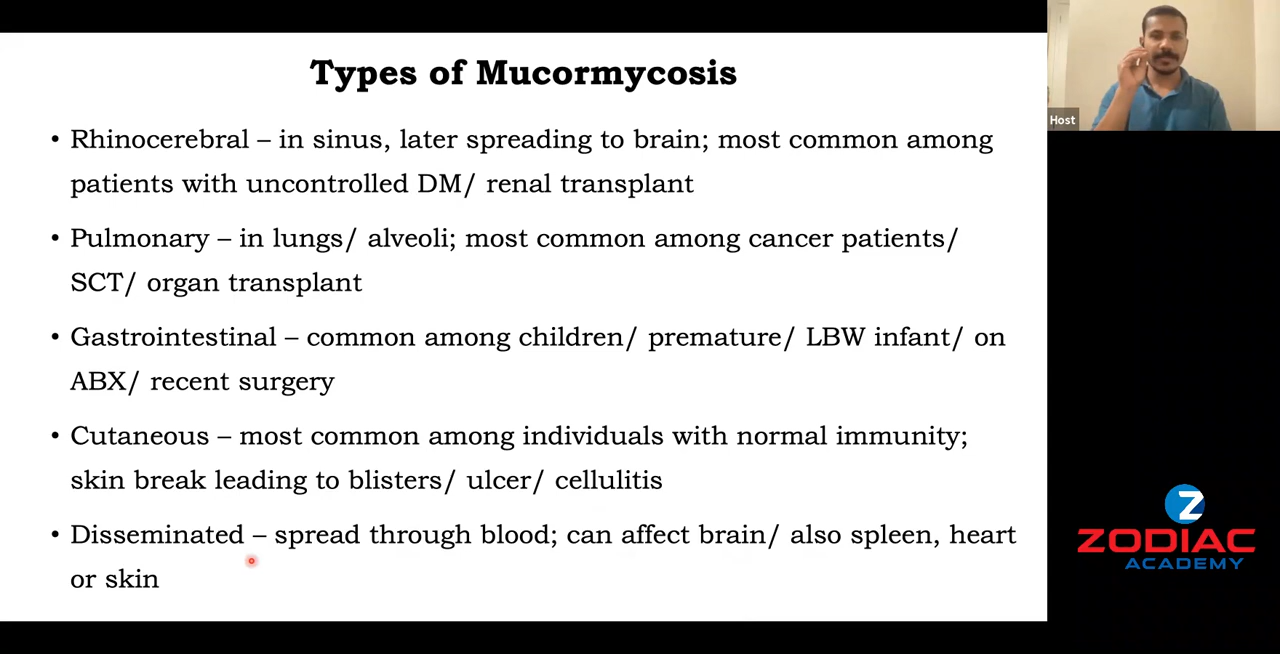 Types of Mucormycosis
• Rhinocerebral – in sinus, later spreading to brain; most common among
patients with uncontrolled DM/ renal transplant
• Pulmonary – in lungs/ alveoli; most common among cancer patients/
SCT/ organ transplant
• Gastrointestinal – common among children/ premature/ LBW infant/ on
ABX/ recent surgery
• Cutaneous – most common among individuals with normal immunity;
skin break leading to blisters/ ulcer/ cellulitis
• Disseminated – spread through blood; can affect brain/ also spleen, heart
or skin
Host
Z
ZODIAC
ACADEMY